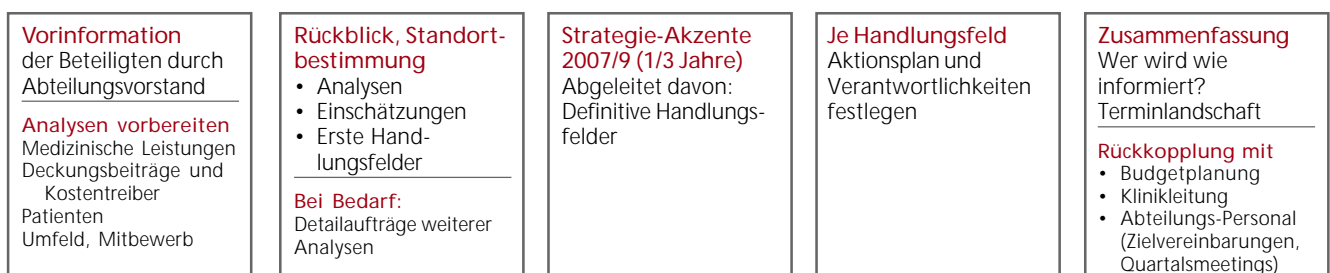 Vorinformation
der Beteiligten durch
Abteilungsvorstand
Analysen vorbereiten
Medizinische Leistungen
Deckungsbeiträge und
Kostentreiber
Patienten
Umfeld, Mitbewerb
Rückblick, Standort-
bestimmung
• Analysen
• Einschätzungen
• Erste Hand-
lungsfelder
Bei Bedarf:
Detailaufträge weiterer
Analysen
Strategie-Akzente
2007/9 (1/3 Jahre)
Abgeleitet davon:
Definitive Handlungs-
felder
Je Handlungsfeld
Aktionsplan und
Verantwortlichkeiten
festlegen
Zusammenfassung
Wer wird wie
informiert?
Terminlandschaft
Rückkopplung mit
• Budgetplanung
• Klinikleitung
• Abteilungs-Personal
(Zielvereinbarungen,
Quartalsmeetings)